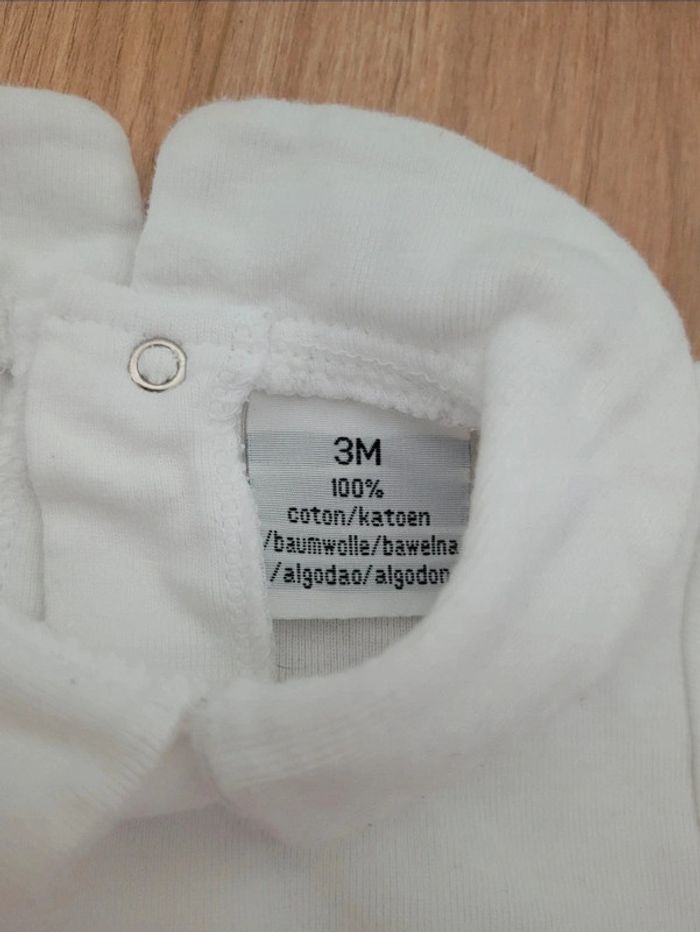 3M
100%
coton/katoen
/baumwolle/bawelna
/algodao/algodon